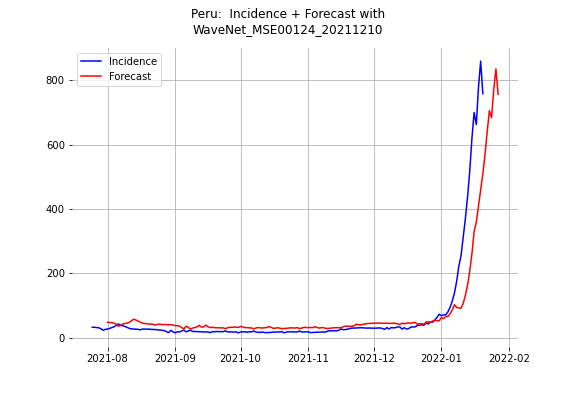 Peru:  Incidence + Forecast with
WaveNet_MSE00124_20211210
Incidence
Forecast
800
600
400
200
0
2021-08 2021-09 2021-10 2021-11 2021-12 2022-01 2022-02